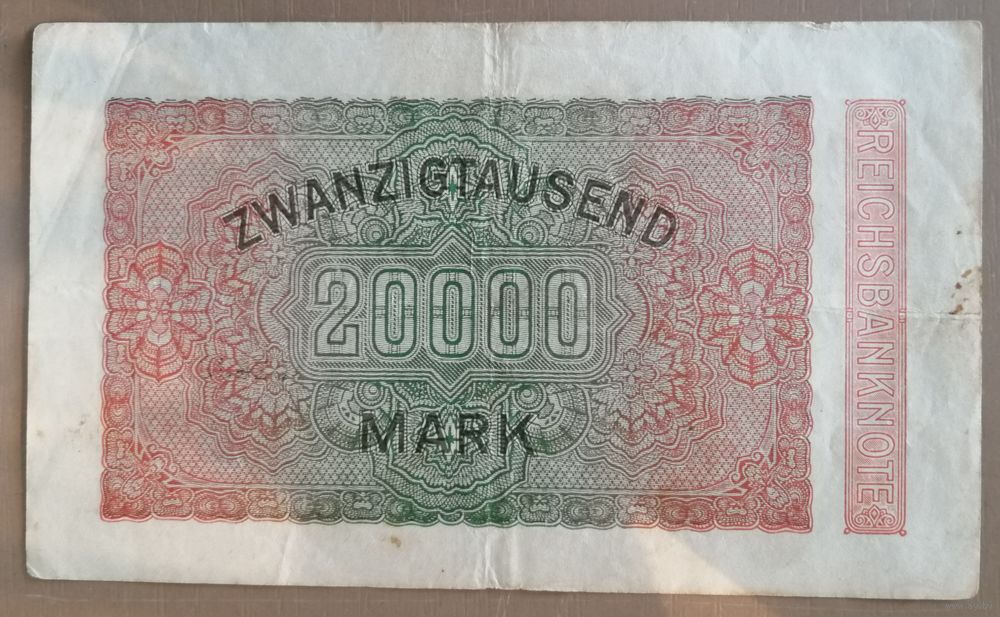 ZWANZIGTAUSEND
20000
MARK
REICHSBANKNOTE